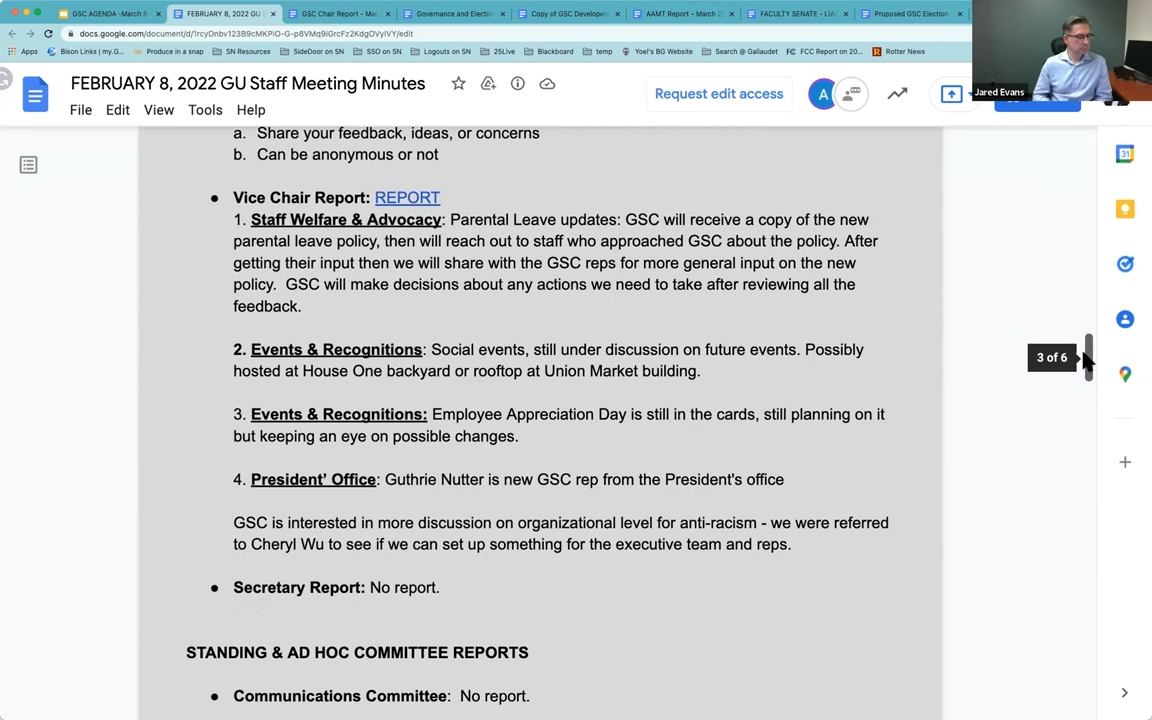 GSC AGENDA -March 8
FEBRUARY 8, 2022 GU S
GSC Chair Report - Mar
Governance and Electio
Copy of GSC Developm
AAMT Report – March 2
FACULTY SENATE - LIA
Proposed GSC Election
docs.google.com/document/d/1rcyDnbv123B9cMKPiO-G-p8VMq9iGrcFz2KdgOVyIVY/edit
Apps
Bison Links | my.G...
Produce in a snap
SN Resources
SideDoor on SN
SSO on SN
Logouts on SN
25Live
Blackboard
temp
Yoel's BG Website
Search @ Gallaudet
FCC Report on 20...
Rotter News
Jared Evans
FEBRUARY 8, 2022 GU Staff Meeting Minutes
File Edit View Tools Help
Request edit access
A
31
a. Share your feedback, ideas, or concerns
b. Can be anonymous or not
● Vice Chair Report: REPORT
1. Staff Welfare & Advocacy: Parental Leave updates: GSC will receive a copy of the new
parental leave policy, then will reach out to staff who approached GSC about the policy. After
getting their input then we will share with the GSC reps for more general input on the new
policy. GSC will make decisions about any actions we need to take after reviewing all the
feedback.
2. Events & Recognitions: Social events, still under discussion on future events. Possibly
hosted at House One backyard or rooftop at Union Market building.
3 of 6
3. Events & Recognitions: Employee Appreciation Day is still in the cards, still planning on it
but keeping an eye on possible changes.
4. President' Office: Guthrie Nutter is new GSC rep from the President's office
GSC is interested in more discussion on organizational level for anti-racism - we were referred
to Cheryl Wu to see if we can set up something for the executive team and reps.
● Secretary Report: No report.
STANDING & AD HOC COMMITTEE REPORTS
● Communications Committee: No report.